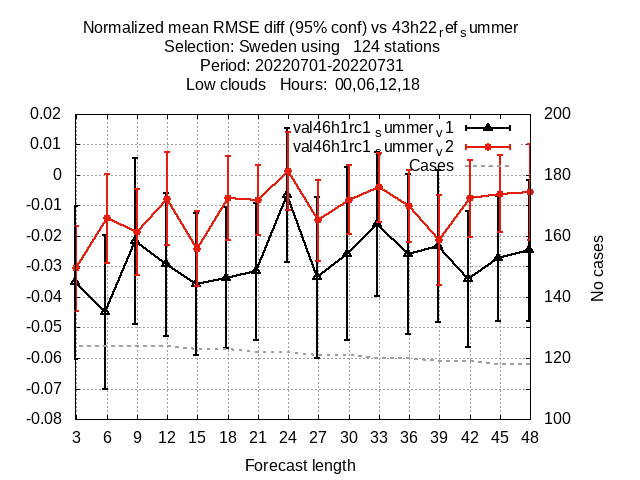 Normalized mean RMSE diff (95% conf) vs 43h22refsummer
Selection: Sweden using   124 stations
Period: 20220701-20220731
Low clouds   Hours:  00,06,12,18
0.02
0.01
0
-0.01
-0.02
-0.03
-0.04
-0.05
-0.06
-0.07
-0.08
val46h1rc1summerv1
val46h1rc1summerv2
Cases
200
180
160
140
120
100
No cases
3 6 9 12 15 18 21 24 27 30 33 36 39 42 45 48
Forecast length